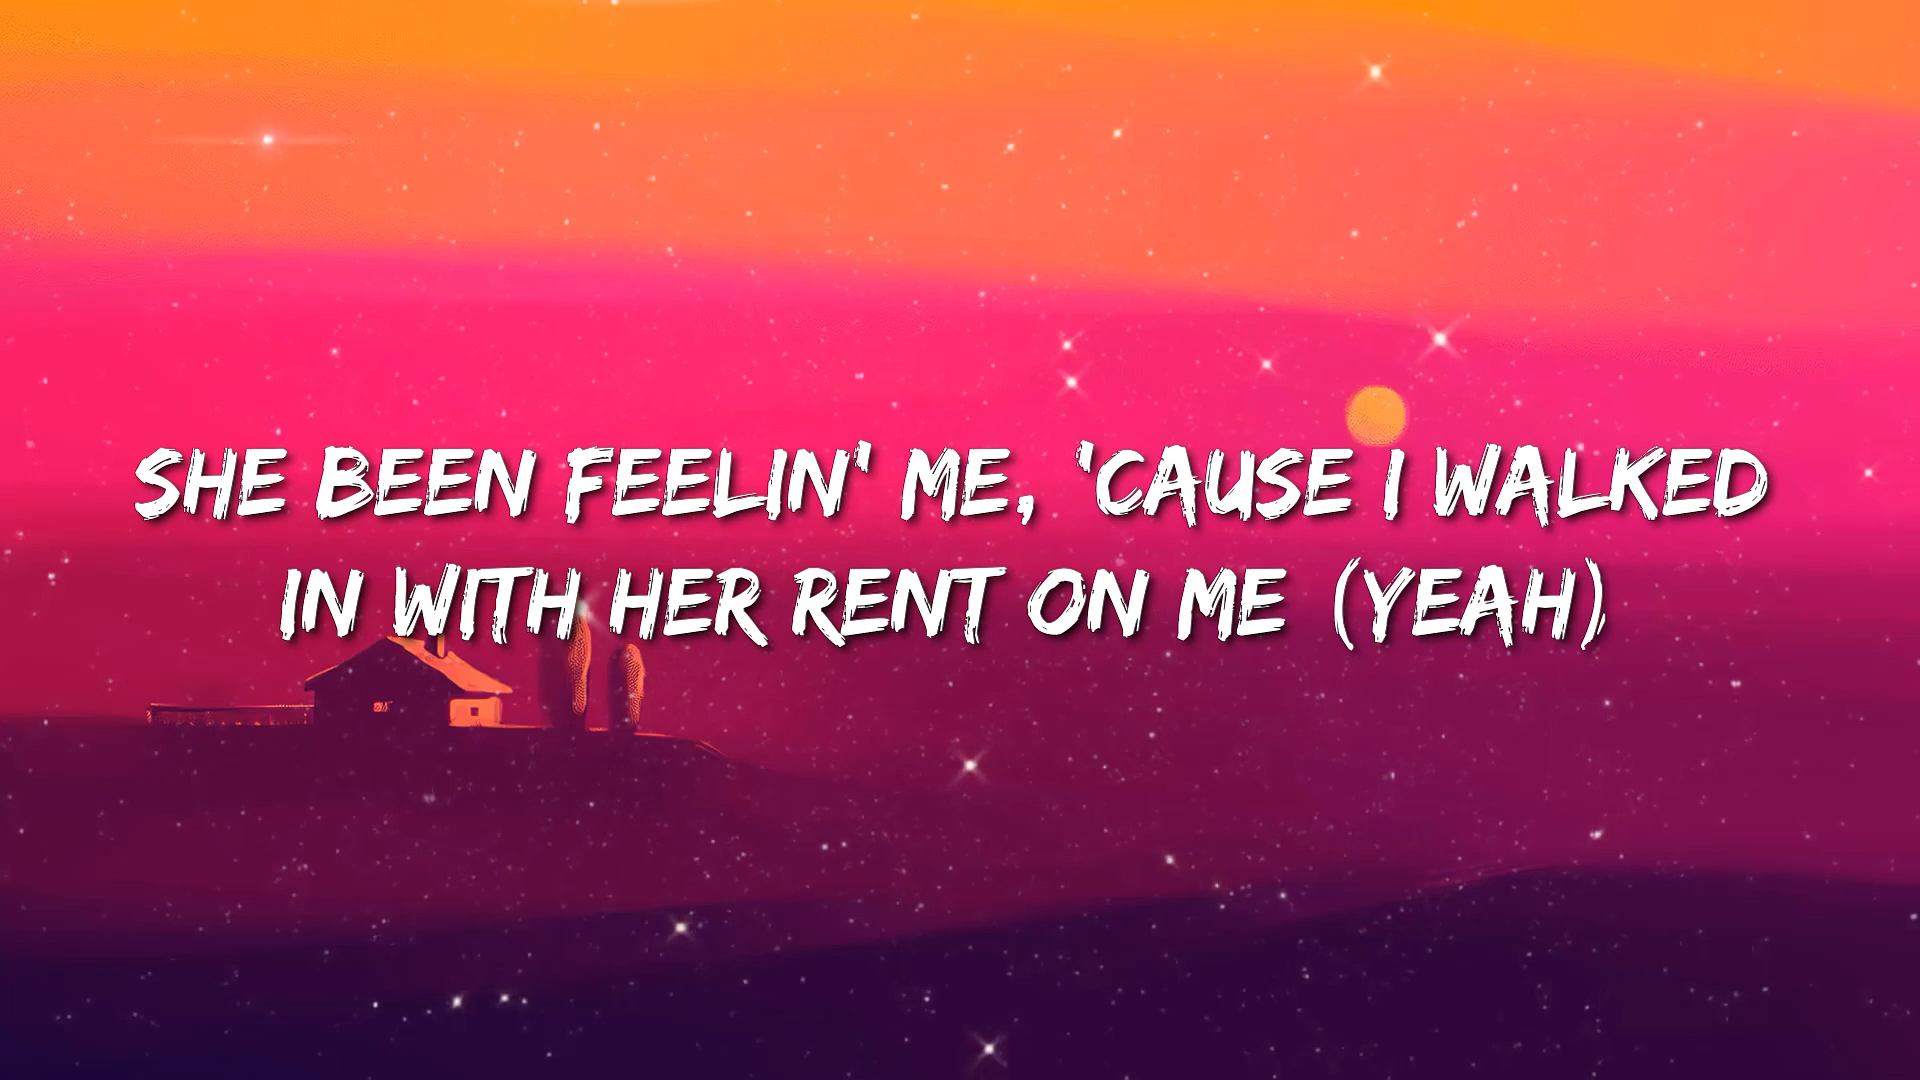 SHE BEEN FEELIN' ME, 'CAUSE I WALKED
IN WITH HER RENT ON ME (YEAH)